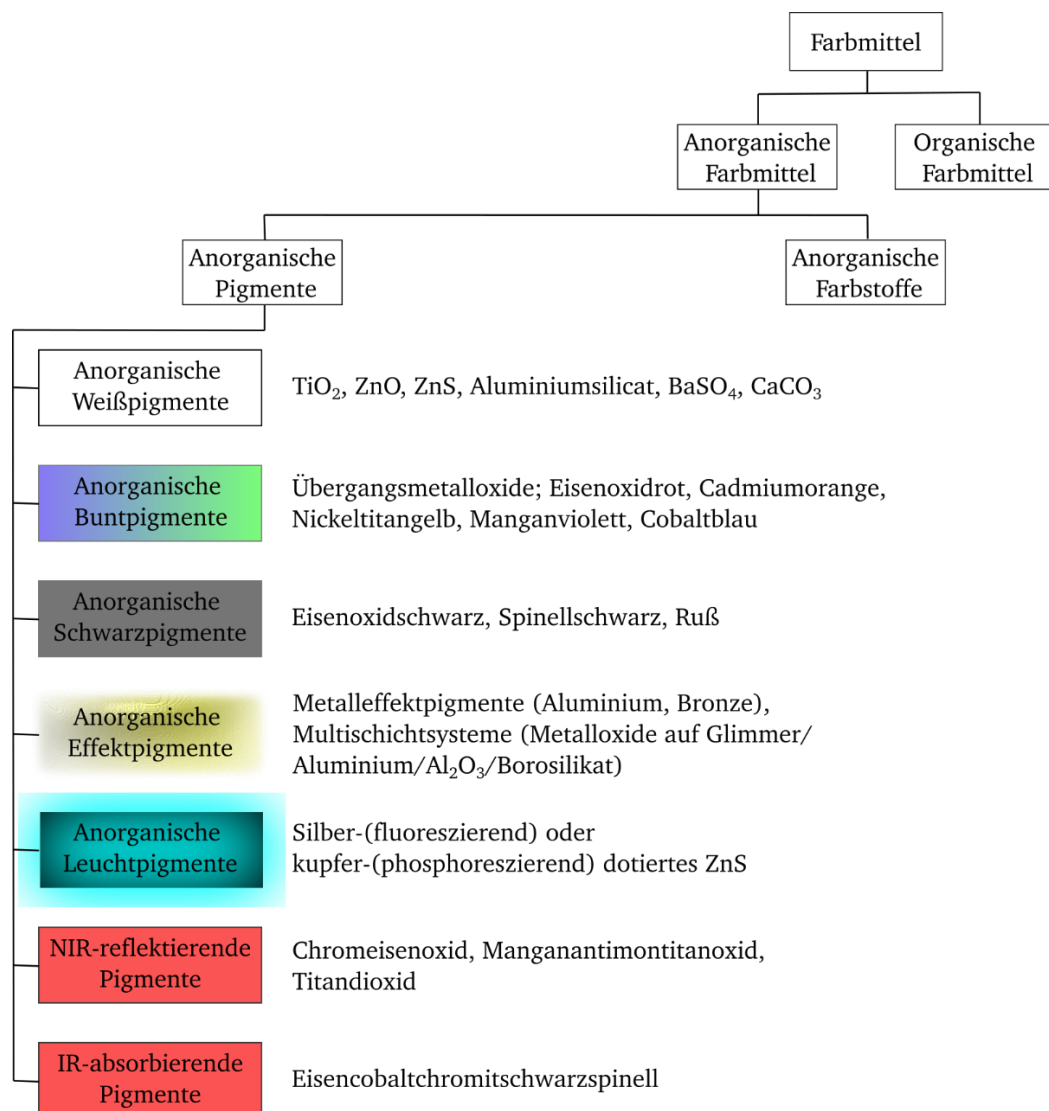 Farbmittel
Anorganische
Farbmittel
Organische
Farbmittel
Anorganische
Pigmente
Anorganische
Farbstoffe
Anorganische
Weißpigmente
TiO₂, ZnO, ZnS, Aluminiumsilicat, BaSO₄, CaCO₃
Anorganische
Buntpigmente
Übergangsmetalloxide; Eisenoxidrot, Cadmiumorange,
Nickeltitangelb, Manganviolett, Cobaltblau
Anorganische
Schwarzpigmente
Eisenoxidschwarz, Spinellschwarz, Ruß
Anorganische
Effektpigmente
Metalleffektpigmente (Aluminium, Bronze),
Multischichtsysteme (Metalloxide auf Glimmer/
Aluminium/Al₂O₃/Borosilikat)
Anorganische
Leuchtpigmente
Silber-(fluoreszierend) oder
kupfer-(phosphoreszierend) dotiertes ZnS
NIR-reflektierende
Pigmente
Chromeisenoxid, Manganantimontitanoxid,
Titandioxid
IR-absorbierende
Pigmente
Eisencobaltchromitschwarzspinell